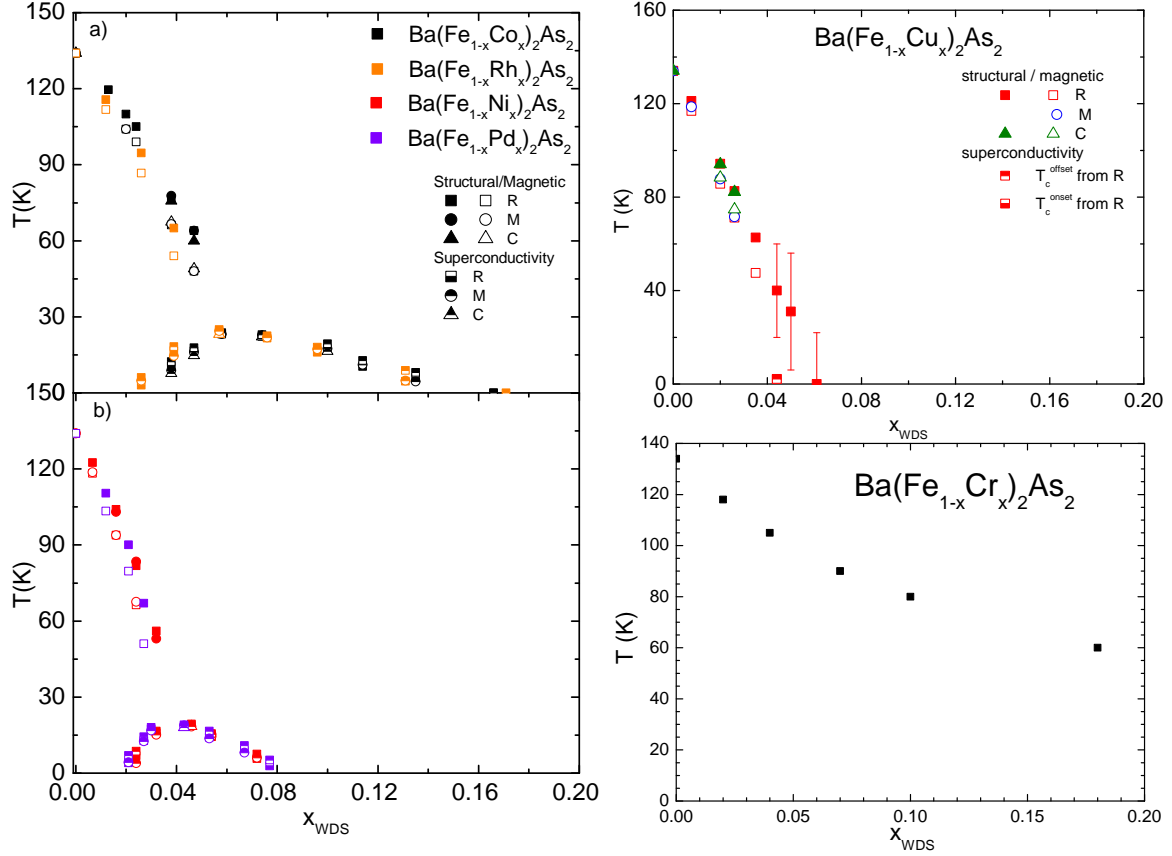 a)
150
120
90
60
30
150
T(K)
Ba(Fe1-xCox)2As2
Ba(Fe1-xRhx)2As2
Ba(Fe1-xNix)2As2
Ba(Fe1-xPdx)2As2
Structural/Magnetic
R
M
C
Superconductivity
R
M
C
b)
120
90
60
30
0
T(K)
0.00 0.04 0.08 0.12 0.16 0.20
xWDS
160
120
80
40
0
T (K)
Ba(Fe1-xCux)2As2
structural / magnetic
R
M
C
superconductivity
Tc offset from R
Tc onset from R
0.00 0.04 0.08 0.12 0.16 0.20
xWDS
140
120
100
80
60
40
20
0
T (K)
Ba(Fe1-xCrx)2As2
0.00 0.05 0.10 0.15 0.20
xWDS